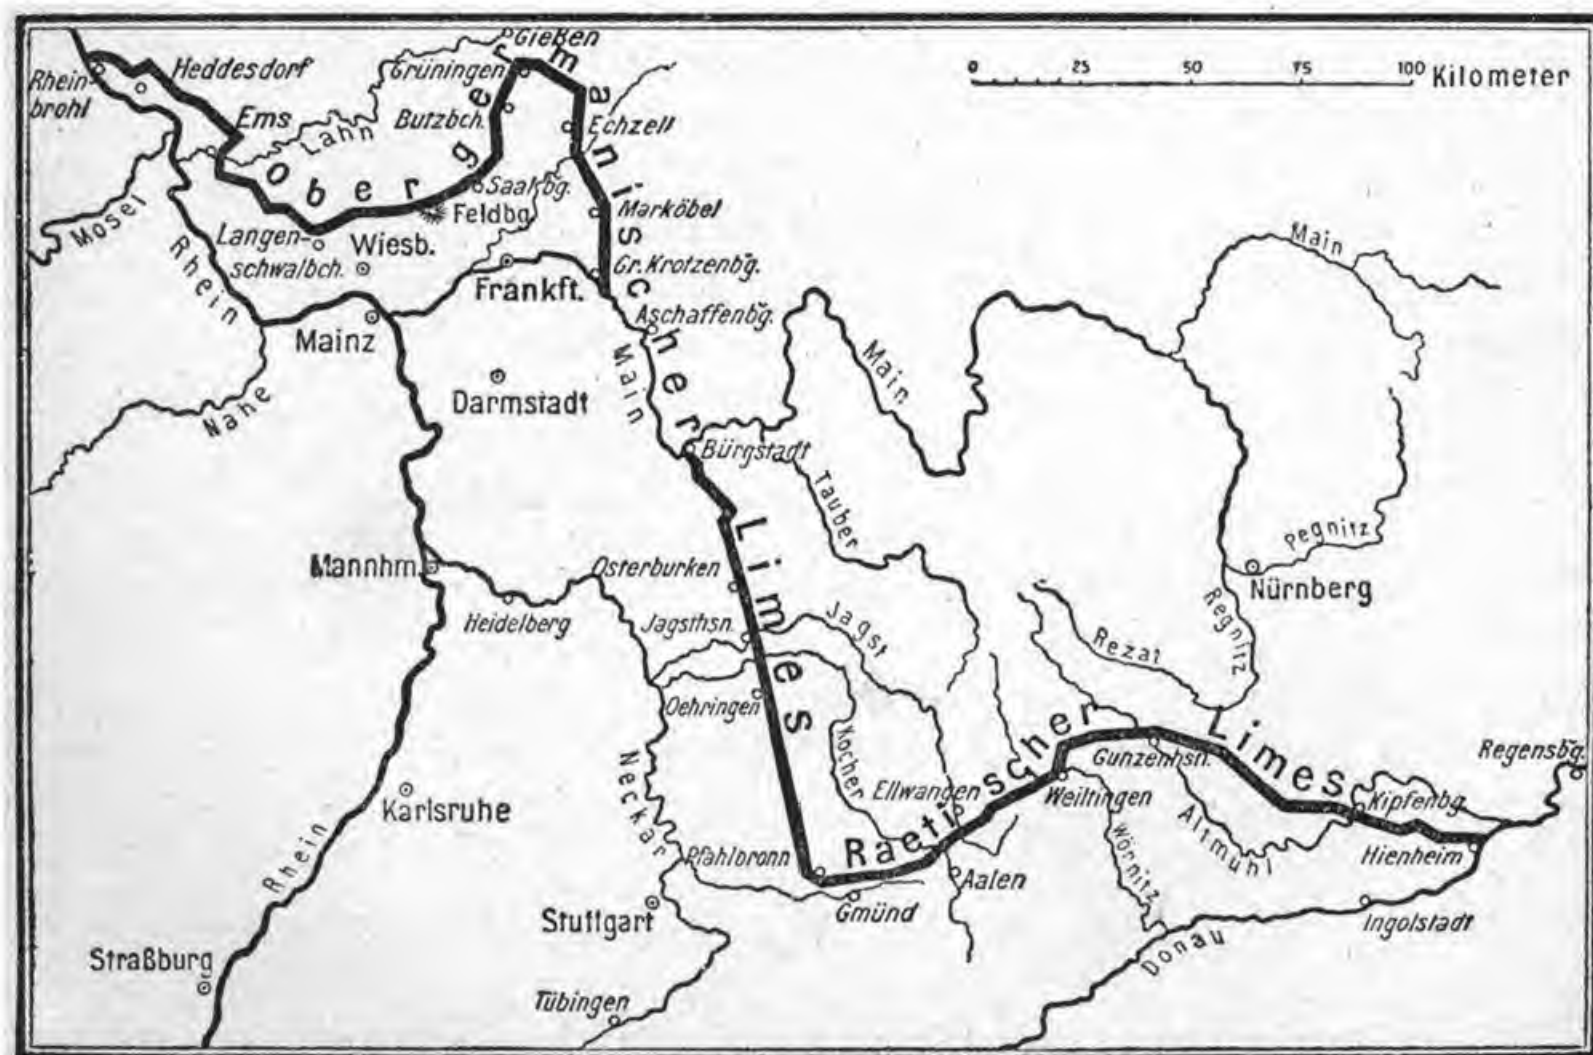 Gießen
0 25 50 75 100 Kilometer
Rhein-
brohl
Heddesdorf
Grüningen
Ems
Lahn
Butzbch.
Echzell
Obergermanischer Limes
Saalbg.
Feldbg.
Marköbel
Mosel
Rhein
Langen-
schwalbch.
Wiesb.
Frankft.
Gr. Krotzenbg.
Main
Mainz
Aschaffenbg.
Main
Main
Nahe
Darmstadt
Bürgstadt
Tauber
Mannhm.
Heidelberg
Osterburken
Pegnitz
Nürnberg
Jagsthsn.
Jagst
Rezat
Regnitz
Oehringen
Kocher
Neckar
Karlsruhe
Ellwangen
Raetischer Limes
Gunzenhsn.
Weiltingen
Regensbg.
Kipfenbg.
Altmühl
Wörnitz
Hienheim
Rhein
Pfahlbronn
Aalen
Gmünd
Stuttgart
Ingolstadt
Donau
Straßburg
Tübingen